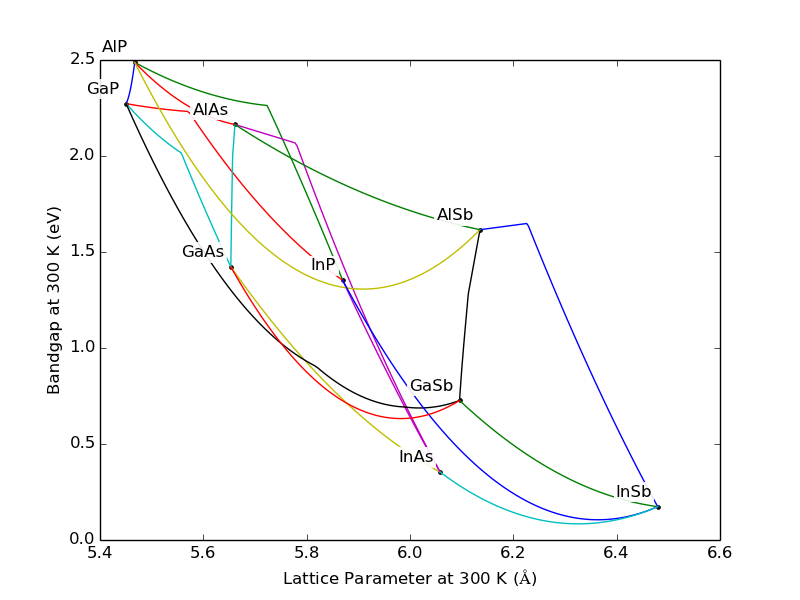 AlP
2.5
GaP
AlAs
2.0
AlSb
Bandgap at 300 K (eV)
1.5
GaAs
InP
1.0
GaSb
0.5
InAs
InSb
0.0
5.4 5.6 5.8 6.0 6.2 6.4 6.6
Lattice Parameter at 300 K (Å)